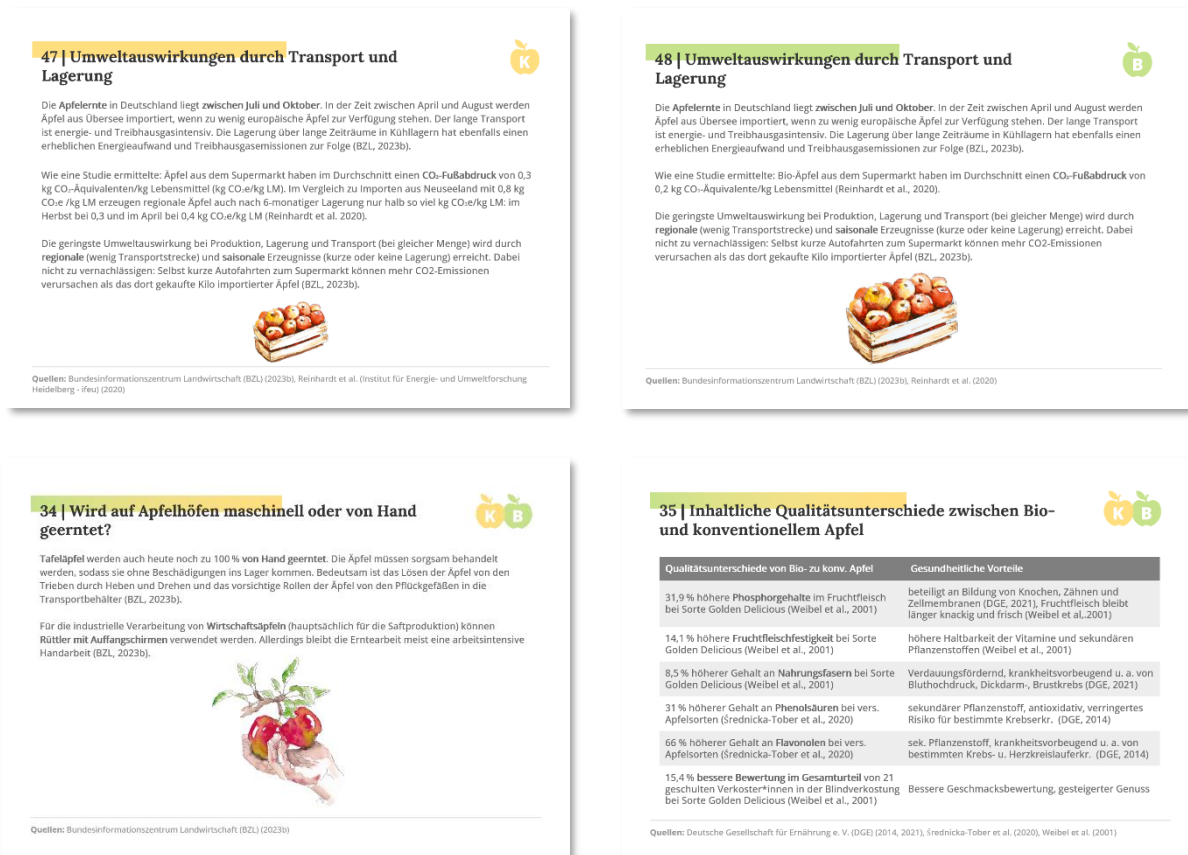 47 | Umweltauswirkungen durch Transport und
Lagerung
K
Die Apfelernte in Deutschland liegt zwischen Juli und Oktober. In der Zeit zwischen April und August werden
Äpfel aus Übersee importiert, wenn zu wenig europäische Äpfel zur Verfügung stehen. Der lange Transport
ist energie- und Treibhausgasintensiv. Die Lagerung über lange Zeiträume in Kühllagern hat ebenfalls einen
erheblichen Energieaufwand und Treibhausgasemissionen zur Folge (BZL, 2023b).
Wie eine Studie ermittelte: Äpfel aus dem Supermarkt haben im Durchschnitt einen CO₂-Fußabdruck von 0,3
kg CO₂-Äquivalenten/kg Lebensmittel (kg CO₂e/kg LM). Im Vergleich zu Importen aus Neuseeland mit 0,8
kg CO₂e /kg LM erzeugen regionale Äpfel auch nach 6-monatiger Lagerung nur halb so viel kg CO₂e/kg LM: im
Herbst bei 0,3 und im April bei 0,4 kg CO₂e/kg LM (Reinhardt et al. 2020).
Die geringste Umweltauswirkung bei Produktion, Lagerung und Transport (bei gleicher Menge) wird durch
regionale (wenig Transportstrecke) und saisonale Erzeugnisse (kurze oder keine Lagerung) erreicht. Dabei
nicht zu vernachlässigen: Selbst kurze Autofahrten zum Supermarkt können mehr CO2-Emissionen
verursachen als das dort gekaufte Kilo importierter Äpfel (BZL, 2023b).
Quellen: Bundesinformationszentrum Landwirtschaft (BZL) (2023b), Reinhardt et al. (Institut für Energie- und Umweltforschung
Heidelberg - ifeu) (2020)
48 | Umweltauswirkungen durch Transport und
Lagerung
B
Die Apfelernte in Deutschland liegt zwischen Juli und Oktober. In der Zeit zwischen April und August werden
Äpfel aus Übersee importiert, wenn zu wenig europäische Äpfel zur Verfügung stehen. Der lange Transport
ist energie- und Treibhausgasintensiv. Die Lagerung über lange Zeiträume in Kühllagern hat ebenfalls einen
erheblichen Energieaufwand und Treibhausgasemissionen zur Folge (BZL, 2023b).
Wie eine Studie ermittelte: Bio-Äpfel aus dem Supermarkt haben im Durchschnitt einen CO₂-Fußabdruck von
0,2 kg CO₂-Äquivalente/kg Lebensmittel (Reinhardt et al., 2020).
Die geringste Umweltauswirkung bei Produktion, Lagerung und Transport (bei gleicher Menge) wird durch
regionale (wenig Transportstrecke) und saisonale Erzeugnisse (kurze oder keine Lagerung) erreicht. Dabei
nicht zu vernachlässigen: Selbst kurze Autofahrten zum Supermarkt können mehr CO2-Emissionen
verursachen als das dort gekaufte Kilo importierter Äpfel (BZL, 2023b).
Quellen: Bundesinformationszentrum Landwirtschaft (BZL) (2023b), Reinhardt et al. (2020)
34 | Wird auf Apfelhöfen maschinell oder von Hand
geerntet?
K B
Tafeläpfel werden auch heute noch zu 100 % von Hand geerntet. Die Äpfel müssen sorgsam behandelt
werden, sodass sie ohne Beschädigungen ins Lager kommen. Bedeutsam ist das Lösen der Äpfel von den
Trieben durch Heben und Drehen und das vorsichtige Rollen der Äpfel von den Pflückgefäßen in die
Transportbehälter (BZL, 2023b).
Für die industrielle Verarbeitung von Wirtschaftsäpfeln (hauptsächlich für die Saftproduktion) können
Rüttler mit Auffangschirmen verwendet werden. Allerdings bleibt die Erntearbeit meist eine arbeitsintensive
Handarbeit (BZL, 2023b).
Quellen: Bundesinformationszentrum Landwirtschaft (BZL) (2023b)
35 | Inhaltliche Qualitätsunterschiede zwischen Bio-
und konventionellem Apfel
K B
Qualitätsunterschiede von Bio- zu konv. Apfel
Gesundheitliche Vorteile
31,9 % höhere Phosphorgehalte im Fruchtfleisch
bei Sorte Golden Delicious (Weibel et al., 2001)
beteiligt an Bildung von Knochen, Zähnen und
Zellmembranen (DGE, 2021), Fruchtfleisch bleibt
länger knackig und frisch (Weibel et al,.2001)
14,1 % höhere Fruchtfleischfestigkeit bei Sorte
Golden Delicious (Weibel et al., 2001)
höhere Haltbarkeit der Vitamine und sekundären
Pflanzenstoffen (Weibel et al., 2001)
8,5 % höherer Gehalt an Nahrungsfasern bei Sorte
Golden Delicious (Weibel et al., 2001)
Verdauungsfördernd, krankheitsvorbeugend u. a. von
Bluthochdruck, Dickdarm-, Brustkrebs (DGE, 2021)
31 % höherer Gehalt an Phenolsäuren bei vers.
Apfelsorten (Średnicka-Tober et al., 2020)
sekundärer Pflanzenstoff, antioxidativ, verringertes
Risiko für bestimmte Krebserkr. (DGE, 2014)
66 % höherer Gehalt an Flavonolen bei vers.
Apfelsorten (Średnicka-Tober et al., 2020)
sek. Pflanzenstoff, krankheitsvorbeugend u. a. von
bestimmten Krebs- u. Herzkreislauferkr. (DGE, 2014)
15,4 % bessere Bewertung im Gesamturteil von 21
geschulten Verkoster*innen in der Blindverkostung
bei Sorte Golden Delicious (Weibel et al., 2001)
Bessere Geschmacksbewertung, gesteigerter Genuss
Quellen: Deutsche Gesellschaft für Ernährung e. V. (DGE) (2014, 2021), Średnicka-Tober et al. (2020), Weibel et al. (2001)